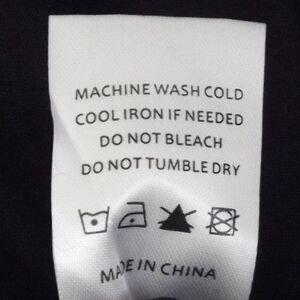 MACHINE WASH COLD
COOL IRON IF NEEDED
DO NOT BLEACH
DO NOT TUMBLE DRY
MADE IN CHINA